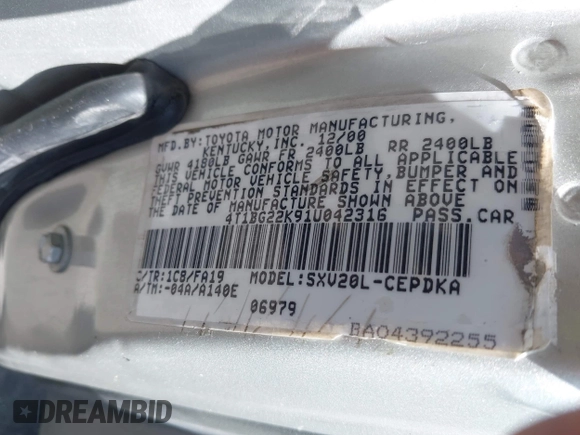 MFD.BY:TOYOTA MOTOR MANUFACTURING,
KENTUCKY, INC. 12/00
GVWR 4180LB GAWR FR 2400LB RR 2400LB
THIS VEHICLE CONFORMS TO ALL APPLICABLE
FEDERAL MOTOR VEHICLE SAFETY,BUMPER,AND
THEFT PREVENTION STANDARDS IN EFFECT ON
THE DATE OF MANUFACTURE SHOWN ABOVE.
4T1BG22K91U042316 PASS.CAR
C/TR:1C8/FA19 MODEL:SXV20L-CEPDKA
A/TM:-04A/A140E
06979
BA04392255
DREAMBID